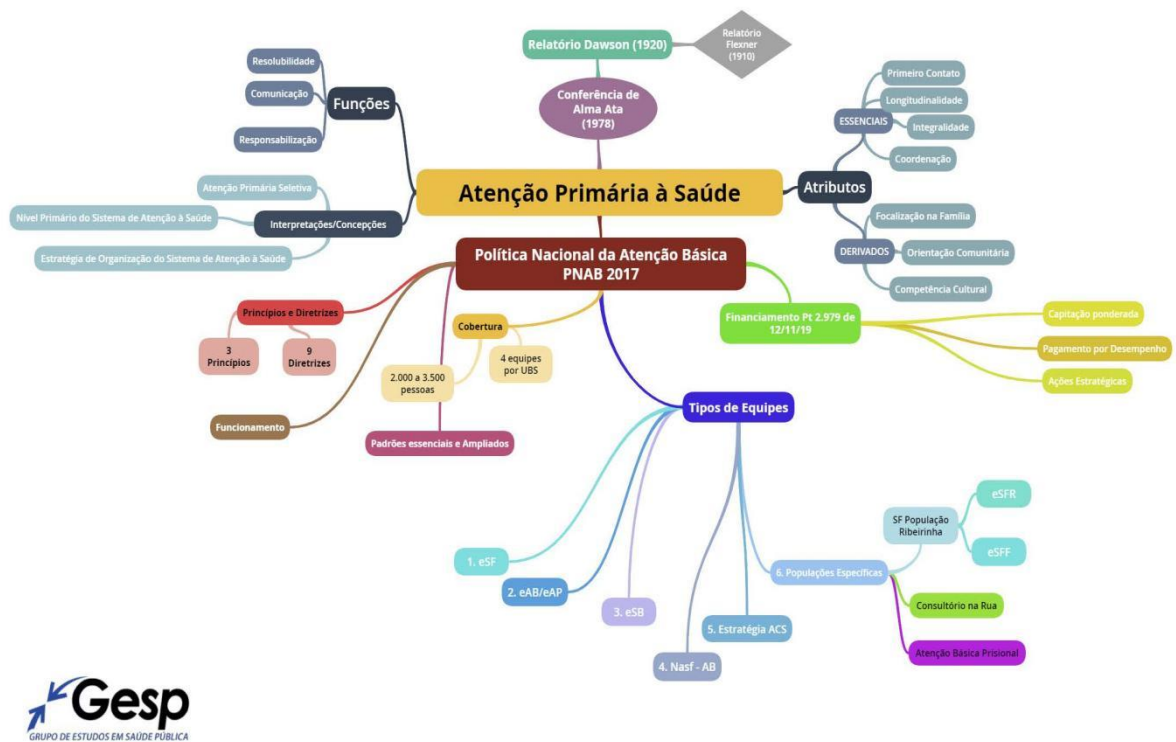 Relatório Dawson (1920)
Relatório
Flexner
(1910)
Conferência de
Alma Ata
(1978)
Resolubilidade
Comunicação
Responsabilização
Funções
Atenção Primária Seletiva
Nível Primário do Sistema de Atenção à Saúde
Estratégia de Organização do Sistema de Atenção à Saúde
Interpretações/Concepções
Atenção Primária à Saúde
Atributos
ESSENCIAIS
Primeiro Contato
Longitudinalidade
Integralidade
Coordenação
DERIVADOS
Focalização na Família
Orientação Comunitária
Competência Cultural
Política Nacional da Atenção Básica
PNAB 2017
Princípios e Diretrizes
3
Princípios
9
Diretrizes
Funcionamento
Padrões essenciais e Ampliados
Cobertura
2.000 a 3.500
pessoas
4 equipes
por UBS
Financiamento Pt 2.979 de
12/11/19
Capitação ponderada
Pagamento por Desempenho
Ações Estratégicas
Tipos de Equipes
1. eSF
2. eAB/eAP
3. eSB
4. Nasf - AB
5. Estratégia ACS
6. Populações Específicas
SF População
Ribeirinha
eSFR
eSFF
Consultório na Rua
Atenção Básica Prisional
Gesp
GRUPO DE ESTUDOS EM SAÚDE PÚBLICA